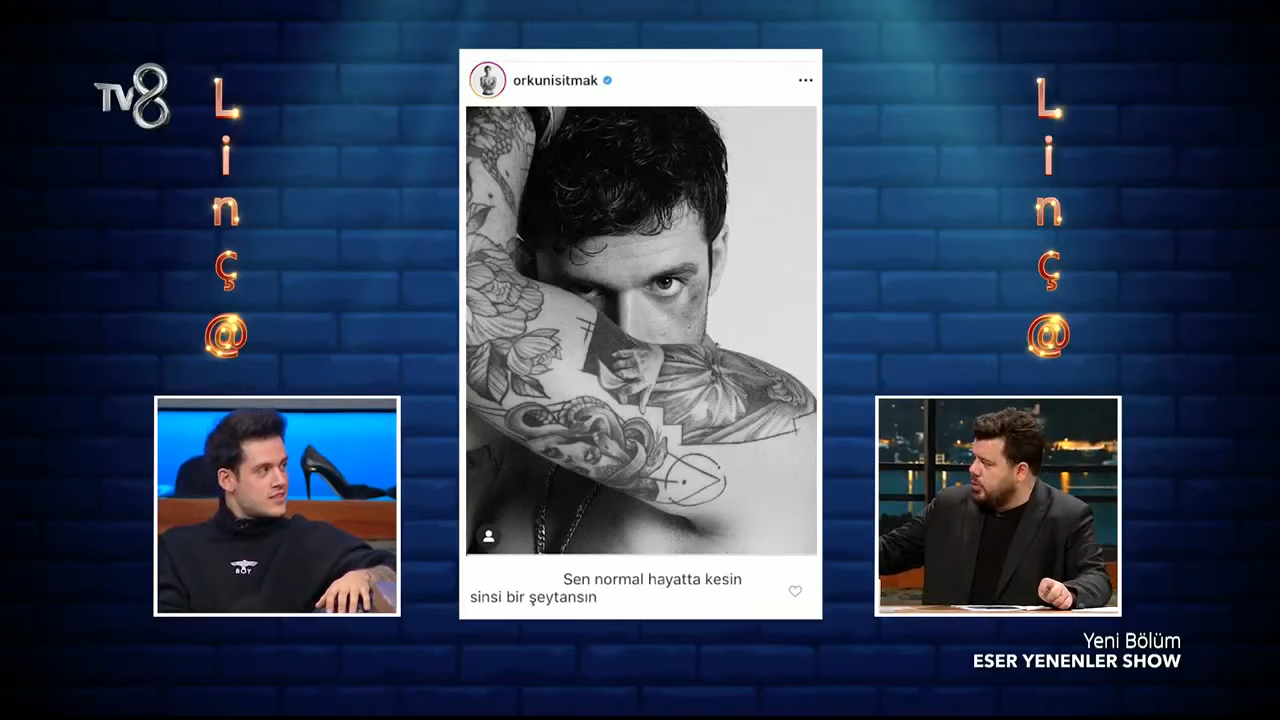 TV8
Linç@
Linç@
orkunisitmak
Sen normal hayatta kesin
sinsi bir şeytansın
BOY
Yeni Bölüm
ESER YENENLER SHOW